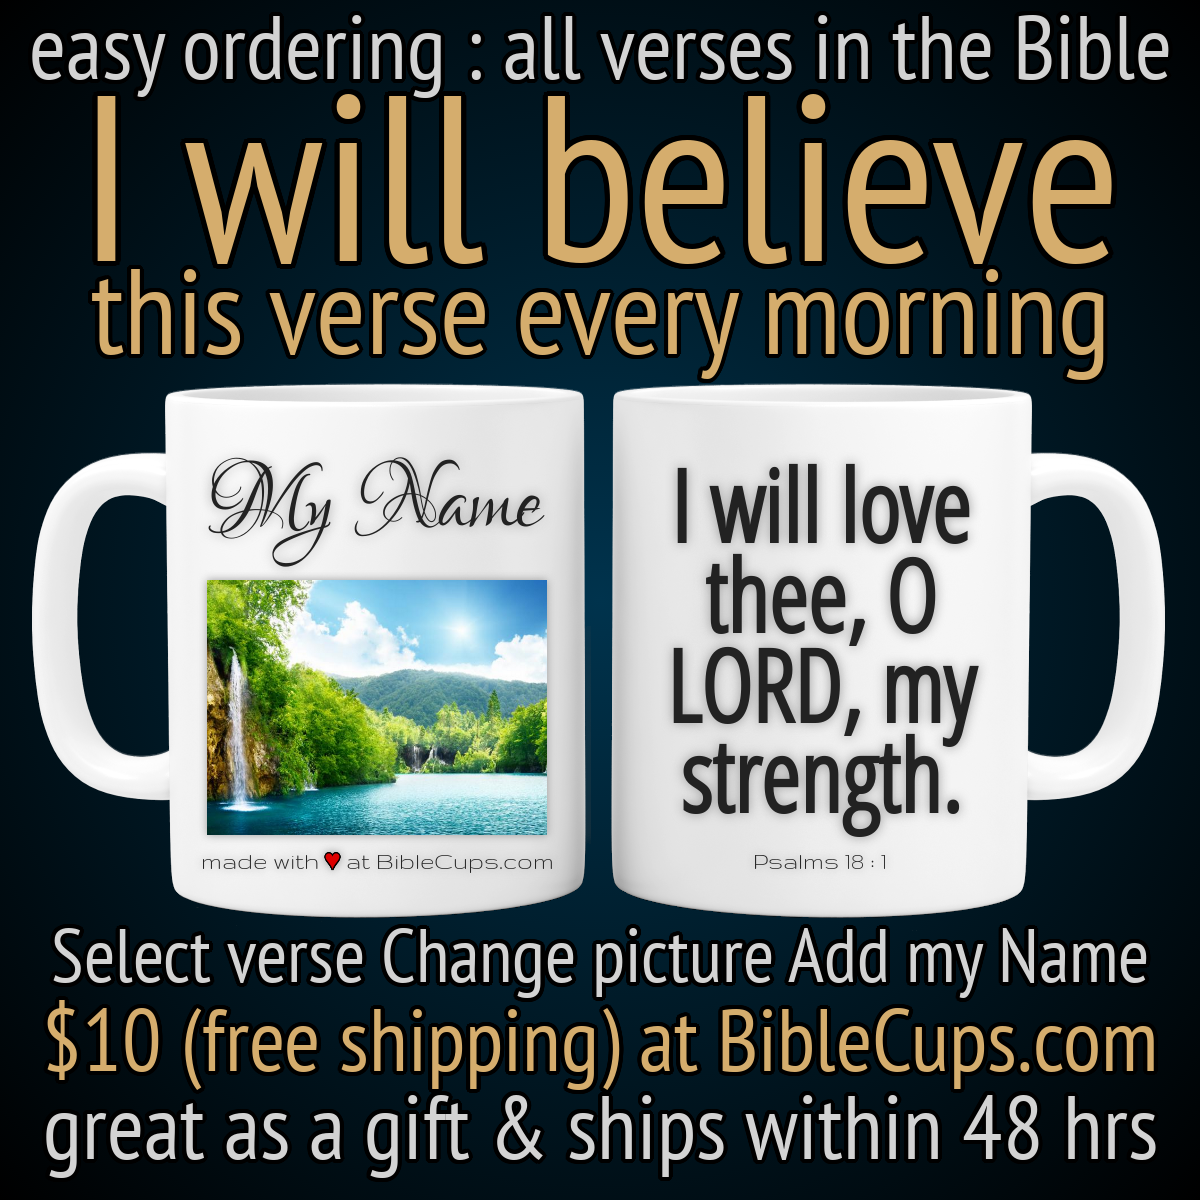 easy ordering : all verses in the Bible
I will believe
this verse every morning
My Name
made with ♥ at BibleCups.com
I will love
thee, O
LORD, my
strength.
Psalms 18 : 1
Select verse Change picture Add my Name
$10 (free shipping) at BibleCups.com
great as a gift & ships within 48 hrs